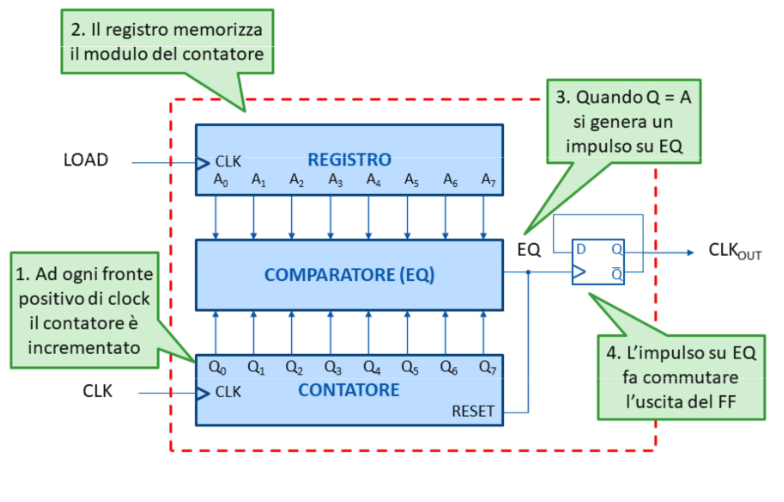 2. Il registro memorizza
il modulo del contatore
3. Quando Q = A
si genera un
impulso su EQ
LOAD
CLK
REGISTRO
A0 A1 A2 A3 A4 A5 A6 A7
EQ
D Q
Q̅
CLKOUT
COMPARATORE (EQ)
1. Ad ogni fronte
positivo di clock
il contatore è
incrementato
4. L’impulso su EQ
fa commutare
l’uscita del FF
Q0 Q1 Q2 Q3 Q4 Q5 Q6 Q7
CLK
CLK
CONTATORE
RESET